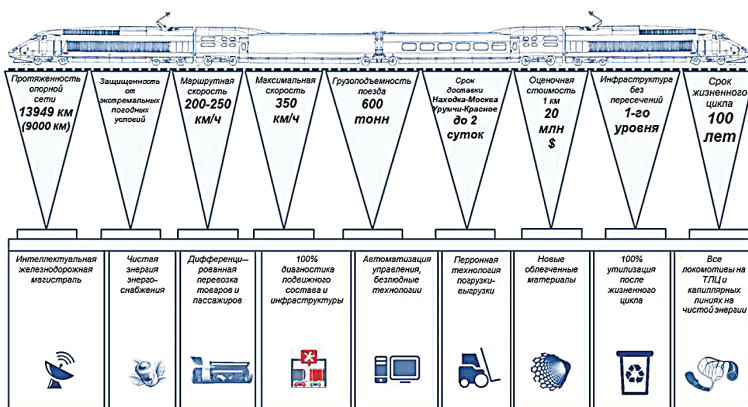 Протяженность
опорной
сети
13949 км
(9000 км)
Защищенность
от
экстремальных
погодных
условий
Маршрутная
скорость
200-250
км/ч
Максимальная
скорость
350
км/ч
Грузоподъемность
поезда
600
тонн
Срок
доставки
Находка-Москва
Урумчи-Красное
до 2
суток
Оценочная
стоимость
1 км
20
млн
$
Инфраструктура
без
пересечений
1-го
уровня
Срок
жизненного
цикла
100
лет
Интеллектуальная
железнодорожная
магистраль
Чистая
энергия
энерго-
снабжения
Дифференци-
рованная
перевозка
товаров и
пассажиров
100%
диагностика
подвижного
состава и
инфраструктуры
Автоматизация
управления,
безлюдные
технологии
Перронная
технология
погрузки-
выгрузки
Новые
облегченные
материалы
100%
утилизация
после
жизненного
цикла
Все
локомотивы на
ТЛЦ и
капиллярных
линиях на
чистой энергии